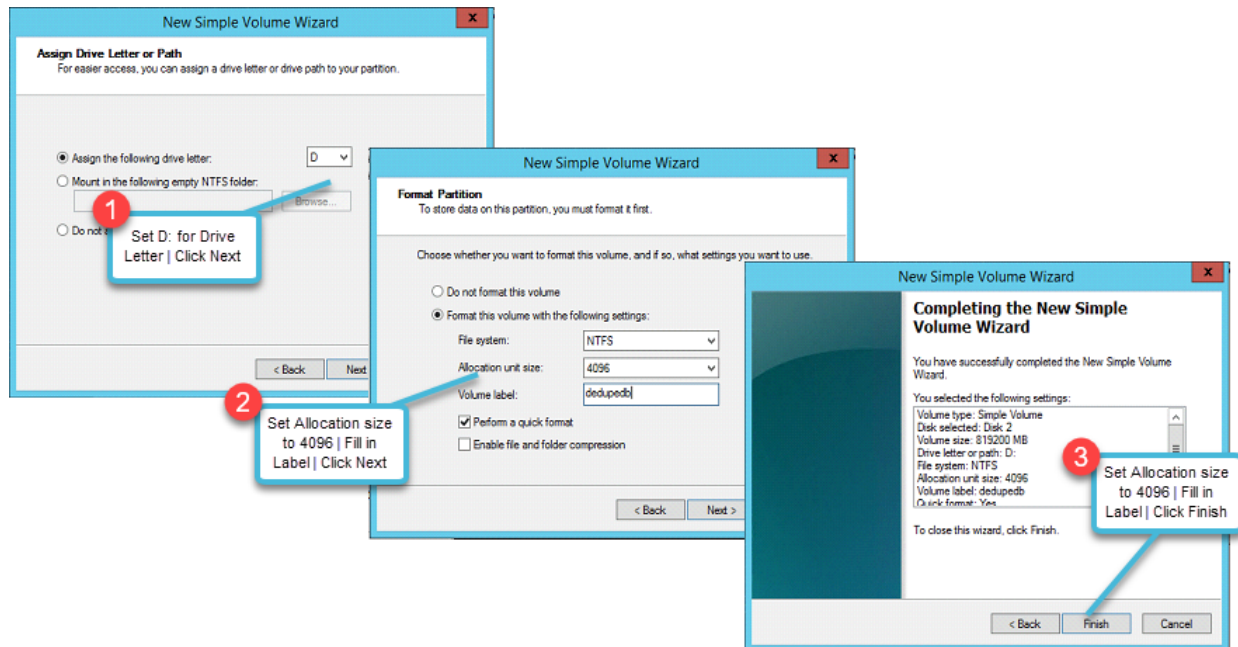 New Simple Volume Wizard
x
Assign Drive Letter or Path
For easier access, you can assign a drive letter or drive path to your partition.
Assign the following drive letter:
D
Mount in the following empty NTFS folder:
Browse...
Do not
1
Set D: for Drive
Letter | Click Next
< Back
Next
New Simple Volume Wizard
x
Format Partition
To store data on this partition, you must format it first.
Choose whether you want to format this volume, and if so, what settings you want to use.
Do not format this volume
Format this volume with the following settings:
File system:
NTFS
Allocation unit size:
4096
Volume label:
dedupedb
Perform a quick format
Enable file and folder compression
2
Set Allocation size
to 4096 | Fill in
Label | Click Next
< Back
Next >
New Simple Volume Wizard
x
Completing the New Simple
Volume Wizard
You have successfully completed the New Simple Volume
Wizard.
You selected the following settings:
Volume type: Simple Volume
Disk selected: Disk 2
Volume size: 819200 MB
Drive letter or path: D:
File system: NTFS
Allocation unit size: 4096
Volume label: dedupedb
Quick format: Yes
3
Set Allocation size
to 4096 | Fill in
Label | Click Finish
To close this wizard, click Finish.
< Back
Finish
Cancel